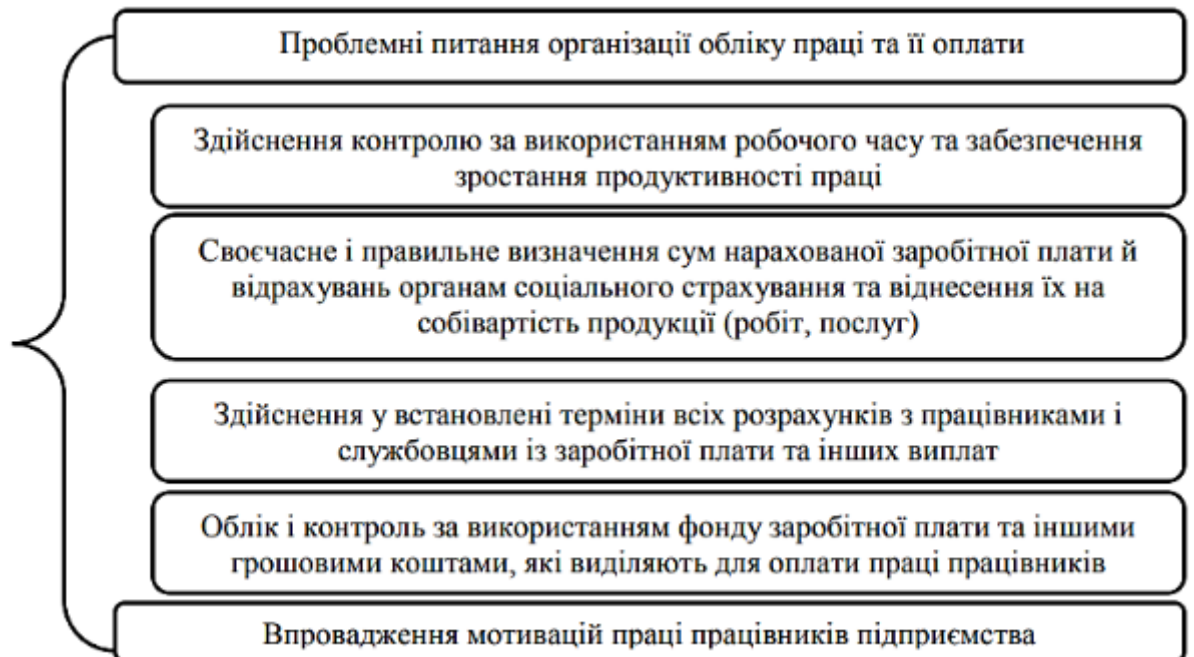 Проблемні питання організації обліку праці та її оплати
Здійснення контролю за використанням робочого часу та забезпечення
зростання продуктивності праці
Своєчасне і правильне визначення сум нарахованої заробітної плати й
відрахувань органам соціального страхування та віднесення їх на
собівартість продукції (робіт, послуг)
Здійснення у встановлені терміни всіх розрахунків з працівниками і
службовцями із заробітної плати та інших виплат
Облік і контроль за використанням фонду заробітної плати та іншими
грошовими коштами, які виділяють для оплати праці працівників
Впровадження мотивацій праці працівників підприємства